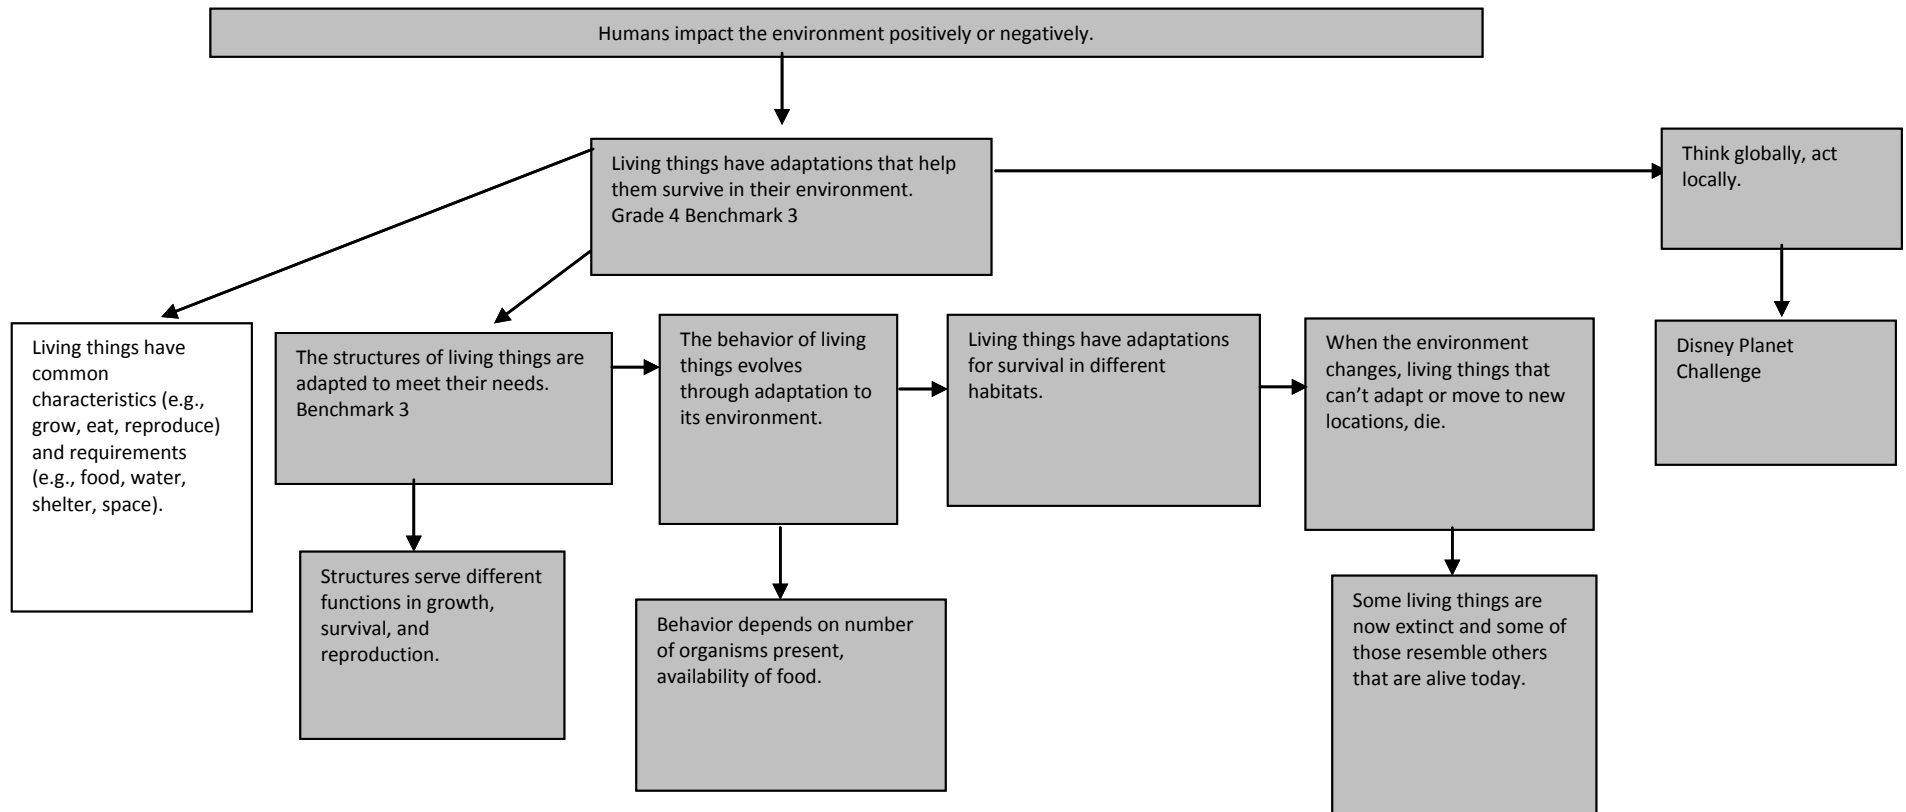 Humans impact the environment positively or negatively.
Living things have adaptations that help
them survive in their environment.
Grade 4 Benchmark 3
Think globally, act
locally.
Living things have
common
characteristics (e.g.,
grow, eat, reproduce)
and requirements
(e.g., food, water,
shelter, space).
The structures of living things are
adapted to meet their needs.
Benchmark 3
The behavior of living
things evolves
through adaptation to
its environment.
Living things have adaptations
for survival in different
habitats.
When the environment
changes, living things that
can’t adapt or move to new
locations, die.
Disney Planet
Challenge
Structures serve different
functions in growth,
survival, and
reproduction.
Behavior depends on number
of organisms present,
availability of food.
Some living things are
now extinct and some of
those resemble others
that are alive today.